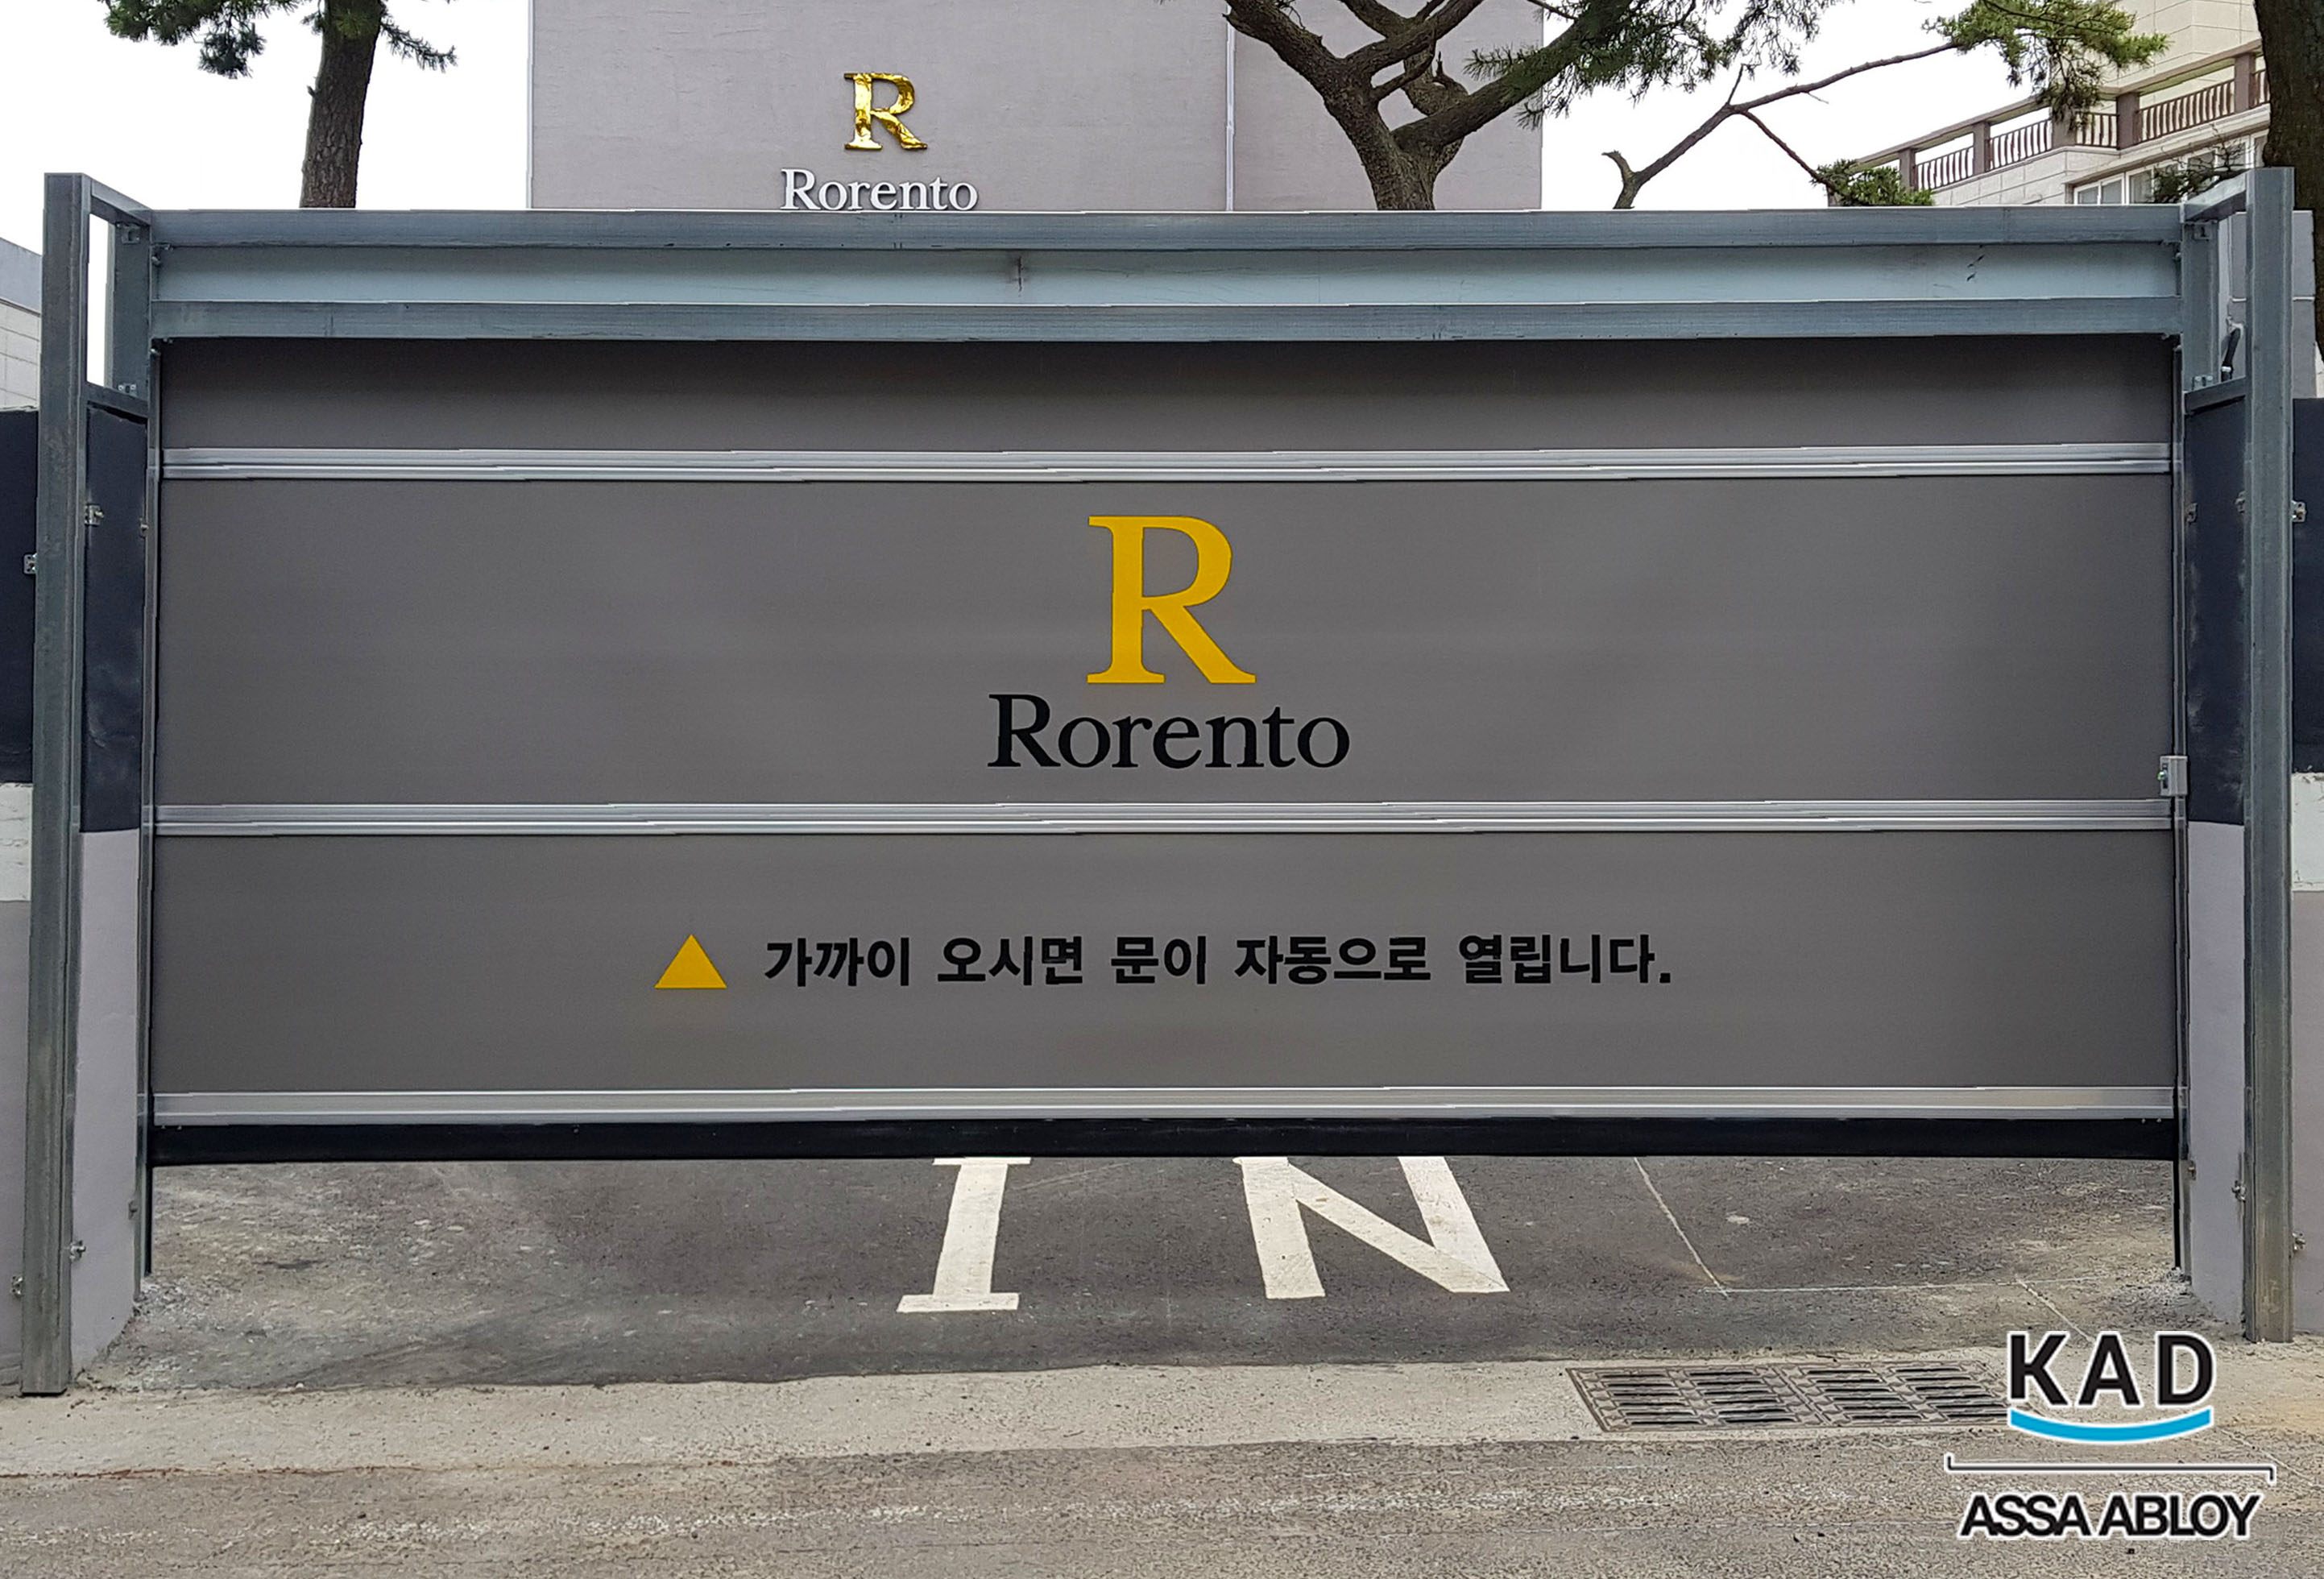 R
Rorento
R
Rorento
가까이 오시면 문이 자동으로 열립니다.
IN
KAD
ASSA ABLOY